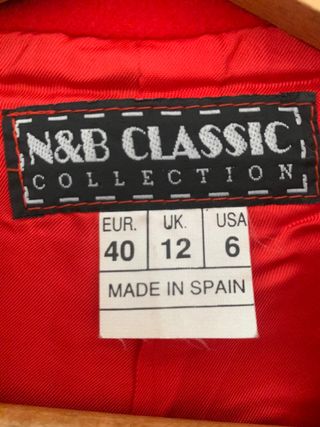 N&B CLASSIC
COLLECTION
EUR. UK. USA
40 12 6
MADE IN SPAIN